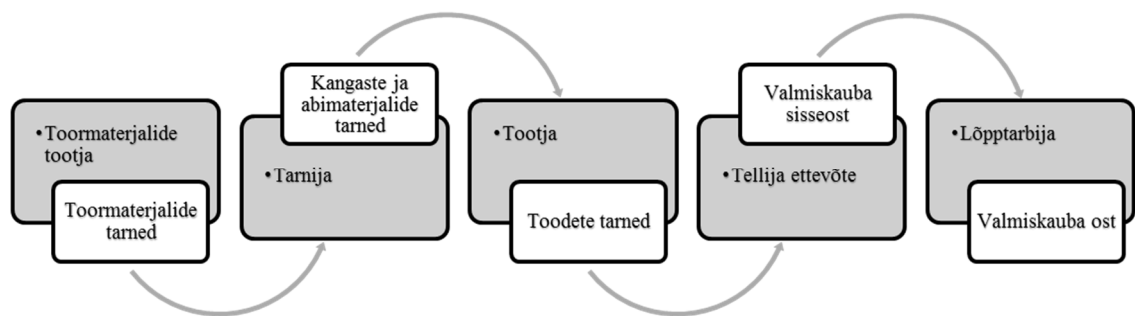 •Toormaterjalide
tootja
Toormaterjalide
tarned
Kangaste ja
abimaterjalide
tarned
•Tarnija
•Tootja
Toodete tarned
Valmiskauba
sisseost
•Tellija ettevõte
•Lõpptarbija
Valmiskauba ost